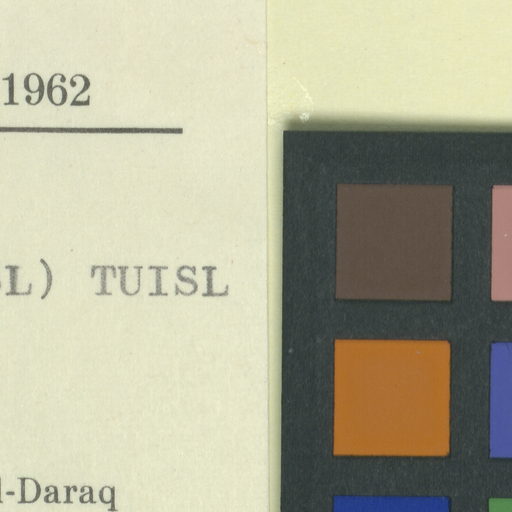 1962
L) TUISL
l-Daraq